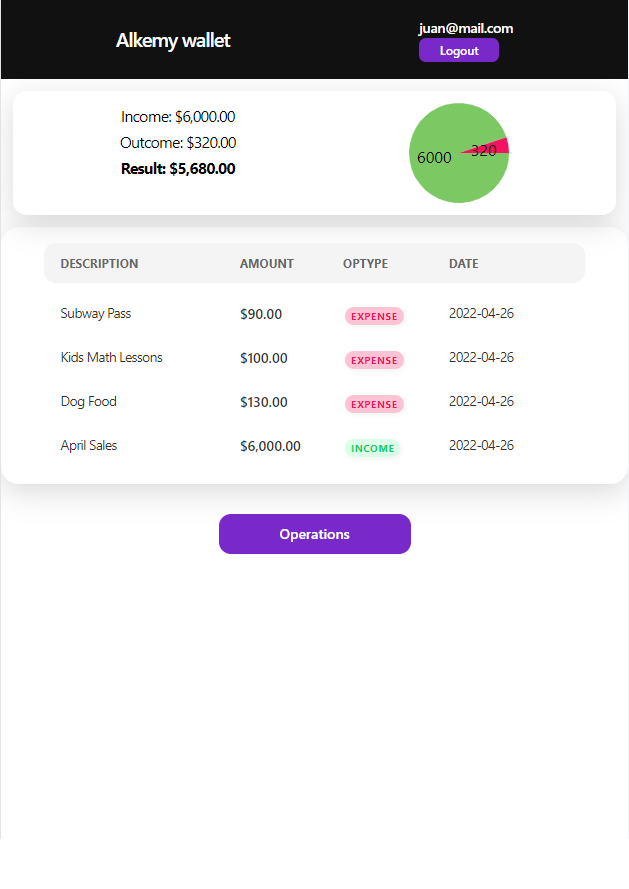 Alkemy wallet
juan@mail.com
Logout
Income: $6,000.00
Outcome: $320.00
Result: $5,680.00
6000
320
DESCRIPTION AMOUNT OPTYPE DATE
Subway Pass $90.00 EXPENSE 2022-04-26
Kids Math Lessons $100.00 EXPENSE 2022-04-26
Dog Food $130.00 EXPENSE 2022-04-26
April Sales $6,000.00 INCOME 2022-04-26
Operations